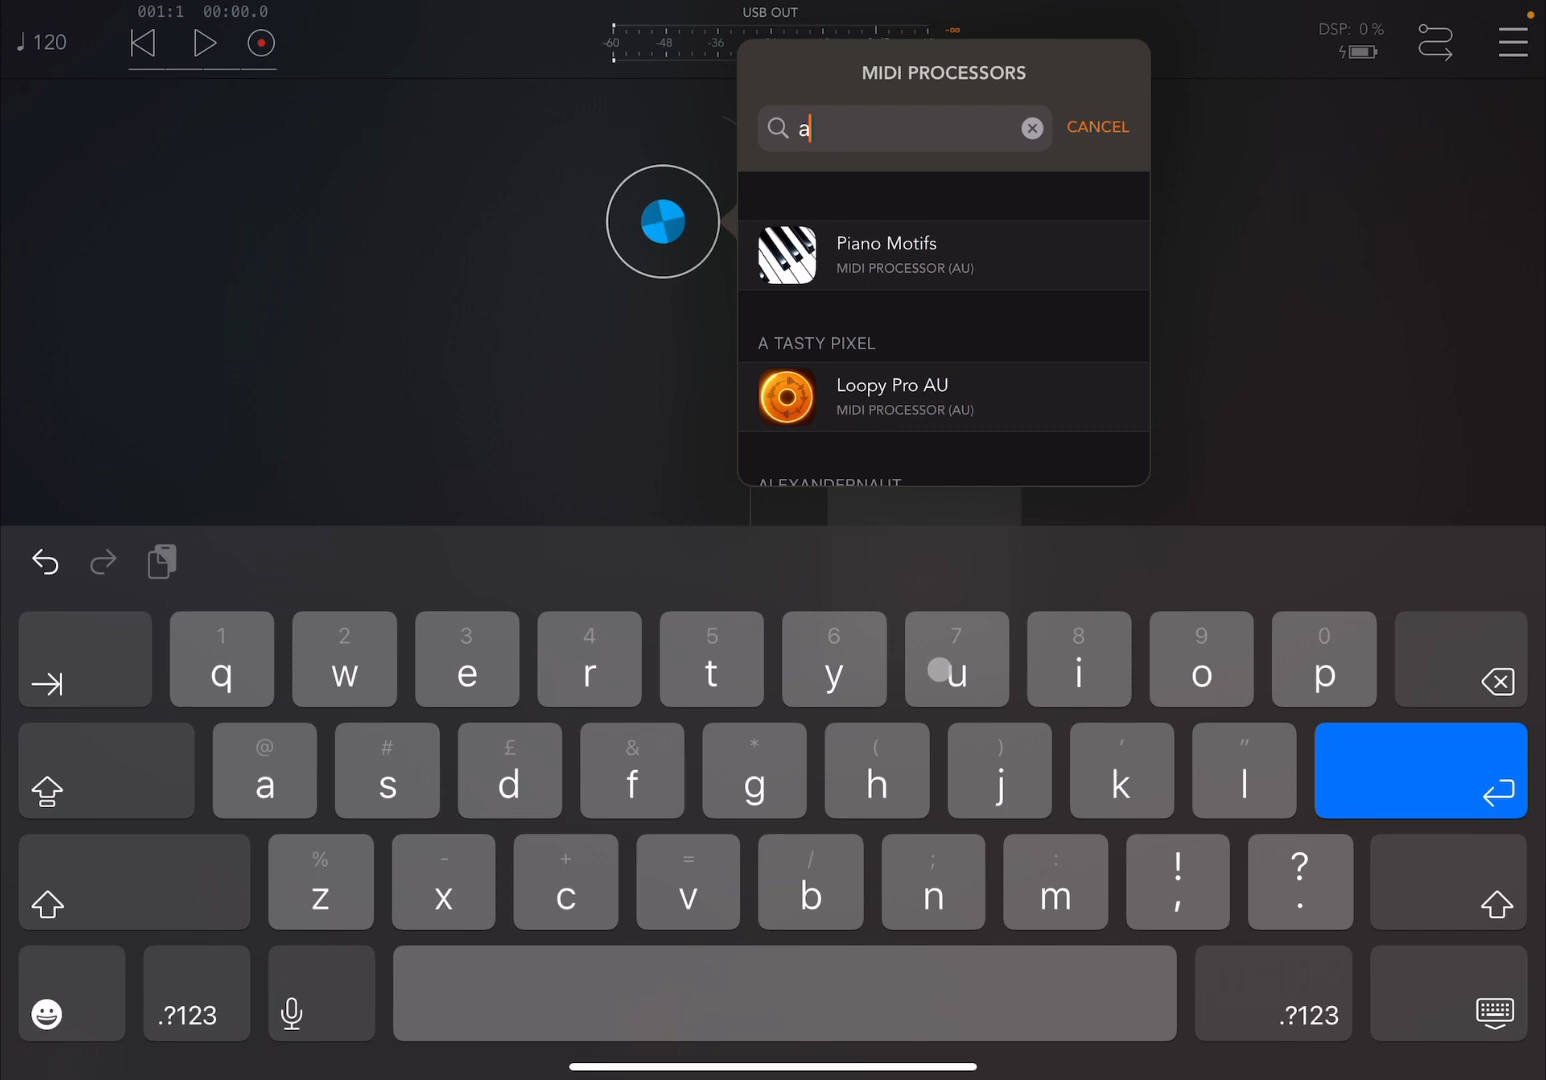 001:1 00:00.0
♩ 120
USB OUT
-60 -48 -36
-∞
DSP: 0 %
MIDI PROCESSORS
a
CANCEL
Piano Motifs
MIDI PROCESSOR (AU)
A TASTY PIXEL
Loopy Pro AU
MIDI PROCESSOR (AU)
ALEXANDERNAUT
1 2 3 4 5 6 7 8 9 0
q w e r t y u i o p
@ # £ & * ( ) ' "
a s d f g h j k l
% - + = / ; : ! ?
z x c v b n m , .
.?123 .?123